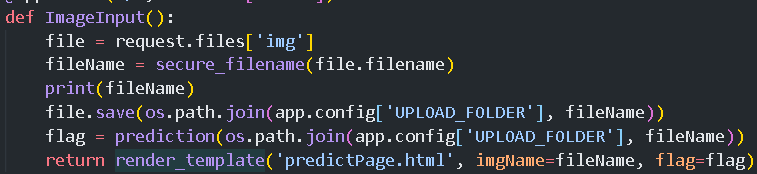 def ImageInput():
    file = request.files['img']
    fileName = secure_filename(file.filename)
    print(fileName)
    file.save(os.path.join(app.config['UPLOAD_FOLDER'], fileName))
    flag = prediction(os.path.join(app.config['UPLOAD_FOLDER'], fileName))
    return render_template('predictPage.html', imgName=fileName, flag=flag)